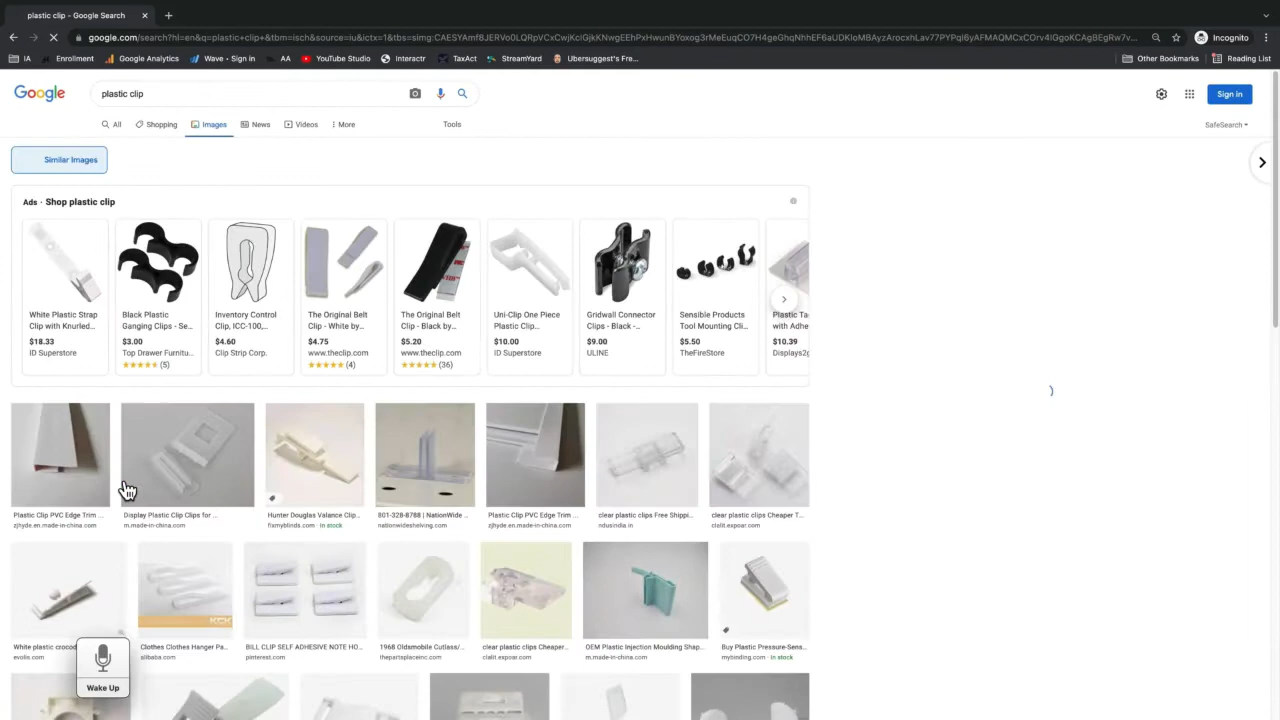 plastic clip - Google Search
google.com/search?hl=en&q=plastic+clip+&tbm=isch&source=iu&ictx=1&tbs=simg:
Incognito
IA
Enrollment
Google Analytics
Wave - Sign in
AA
YouTube Studio
Interactr
TaxAct
StreamYard
Ubersuggest's Fre...
Other Bookmarks
Reading List
Google
plastic clip
Sign in
All
Shopping
Images
News
Videos
More
Tools
SafeSearch
Similar Images
Ads · Shop plastic clip
White Plastic Strap
Clip with Knurled...
$18.33
ID Superstore
Black Plastic
Ganging Clips - Se...
$3.00
Top Drawer Furnitu...
(5)
Inventory Control
Clip, ICC-100,...
$4.60
Clip Strip Corp.
The Original Belt
Clip - White by...
$4.75
www.theclip.com
(4)
The Original Belt
Clip - Black by...
$5.20
www.theclip.com
(36)
Uni-Clip One Piece
Plastic Clip...
$10.00
ID Superstore
Gridwall Connector
Clips - Black -...
$9.00
ULINE
Sensible Products
Tool Mounting Cli...
$5.50
TheFireStore
Plastic Ta
with Adhe
$10.39
Displays2g
Plastic Clip PVC Edge Trim ...
zjhyde.en.made-in-china.com
Display Plastic Clip Clips for ...
m.made-in-china.com
Hunter Douglas Valance Clip...
fixmyblinds.com · In stock
801-328-8788 | NationWide ...
nationwideshelving.com
Plastic Clip PVC Edge Trim ...
zjhyde.en.made-in-china.com
clear plastic clips Free Shippi...
ndusindia.in
clear plastic clips Cheaper T...
clalit.expoar.com
KCK
White plastic crocod
evolis.com
Clothes Clothes Hanger Pa...
alibaba.com
BILL CLIP SELF ADHESIVE NOTE HO...
pinterest.com
1968 Oldsmobile Cutlass/...
thepartsplaceinc.com
clear plastic clips Cheaper...
clalit.expoar.com
OEM Plastic Injection Moulding Shap...
m.made-in-china.com
Buy Plastic Pressure-Sens...
mybinding.com · In stock
Wake Up